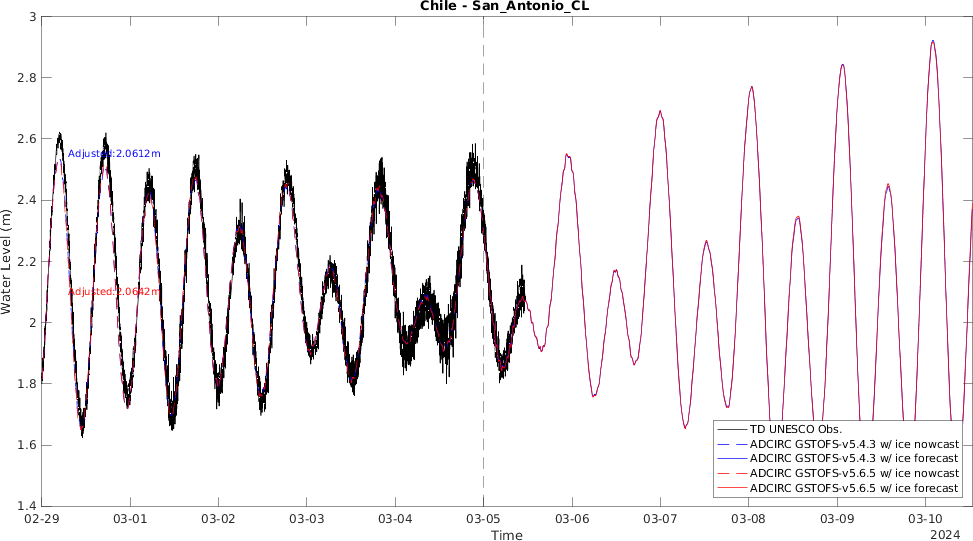 Chile - San_Antonio_CL
3
2.8
2.6
2.4
2.2
2
1.8
1.6
1.4
Water Level (m)
Adjusted:2.0612m
Adjusted:2.0642m
TD UNESCO Obs.
ADCIRC GSTOFS-v5.4.3 w/ ice nowcast
ADCIRC GSTOFS-v5.4.3 w/ ice forecast
ADCIRC GSTOFS-v5.6.5 w/ ice nowcast
ADCIRC GSTOFS-v5.6.5 w/ ice forecast
02-29 03-01 03-02 03-03 03-04 03-05 03-06 03-07 03-08 03-09 03-10
Time
2024